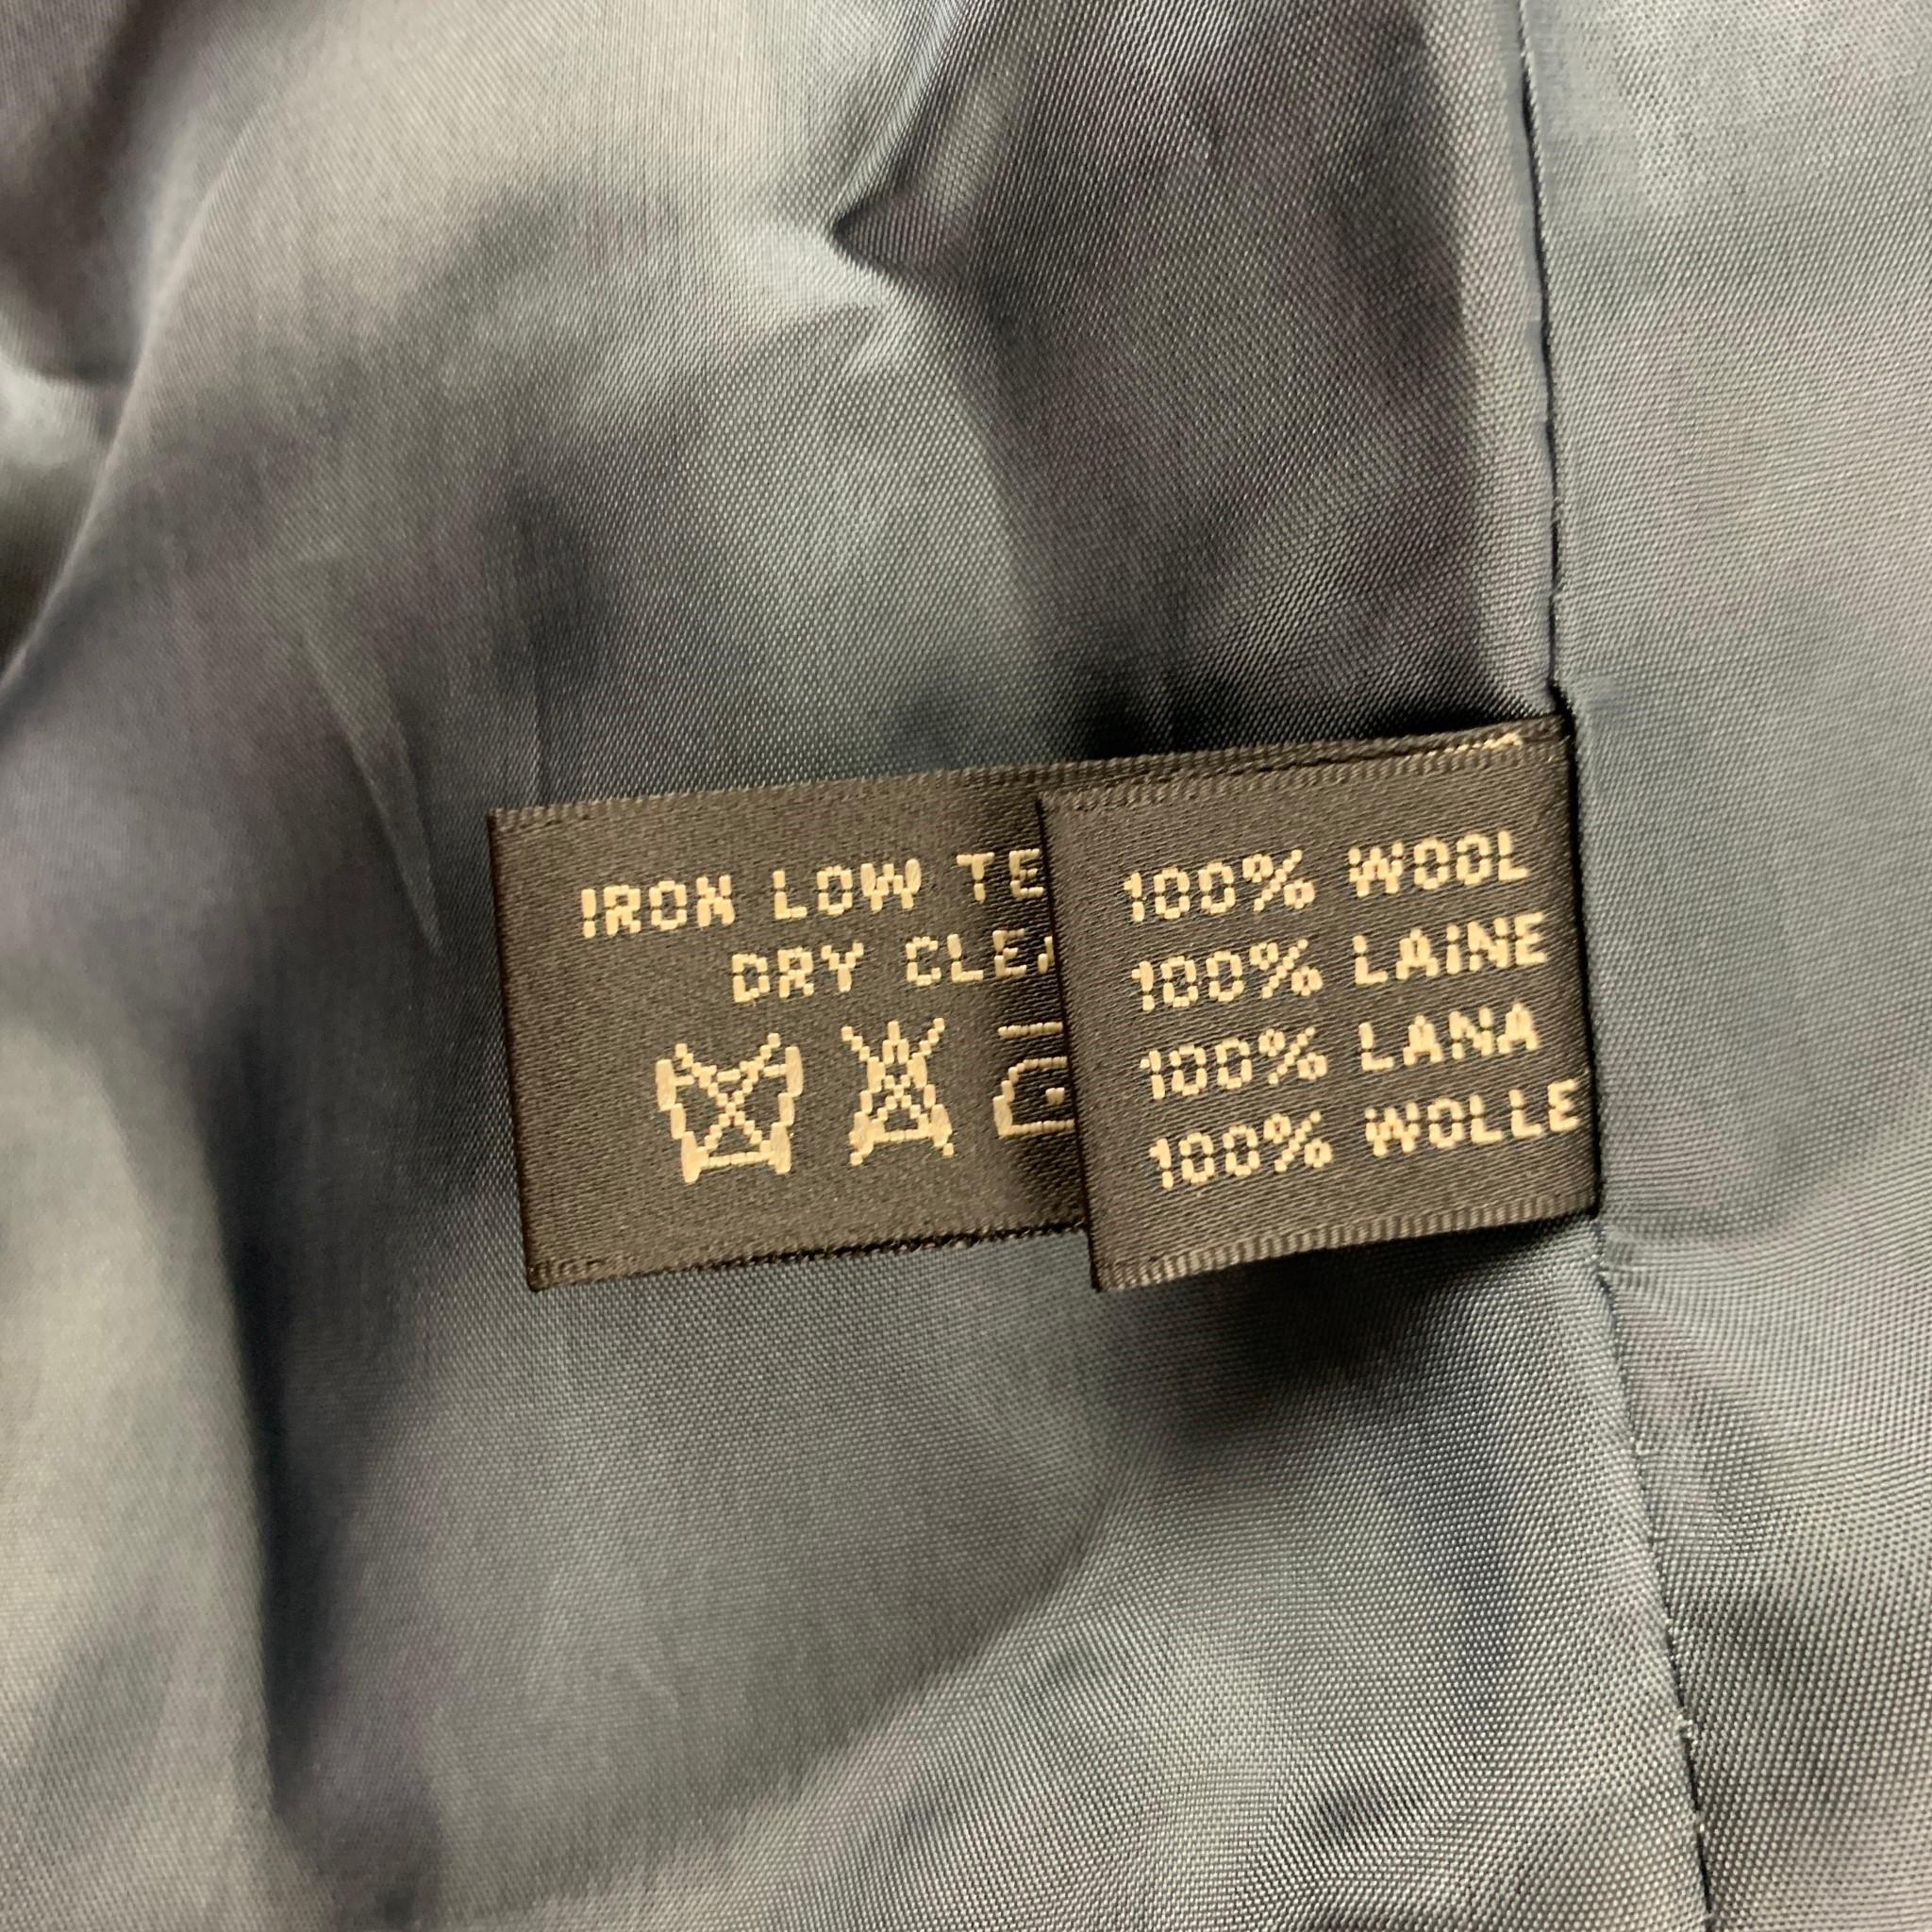 IRON LOW TE
DRY CLEA
100% WOOL
100% LAINE
100% LANA
100% WOLLE